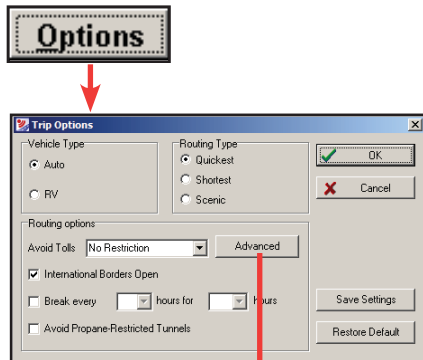 Options
Trip Options
Vehicle Type
Auto
RV
Routing Type
Quickest
Shortest
Scenic
OK
Cancel
Routing options
Avoid Tolls No Restriction Advanced
International Borders Open
Break every hours for hours
Avoid Propane-Restricted Tunnels
Save Settings
Restore Default